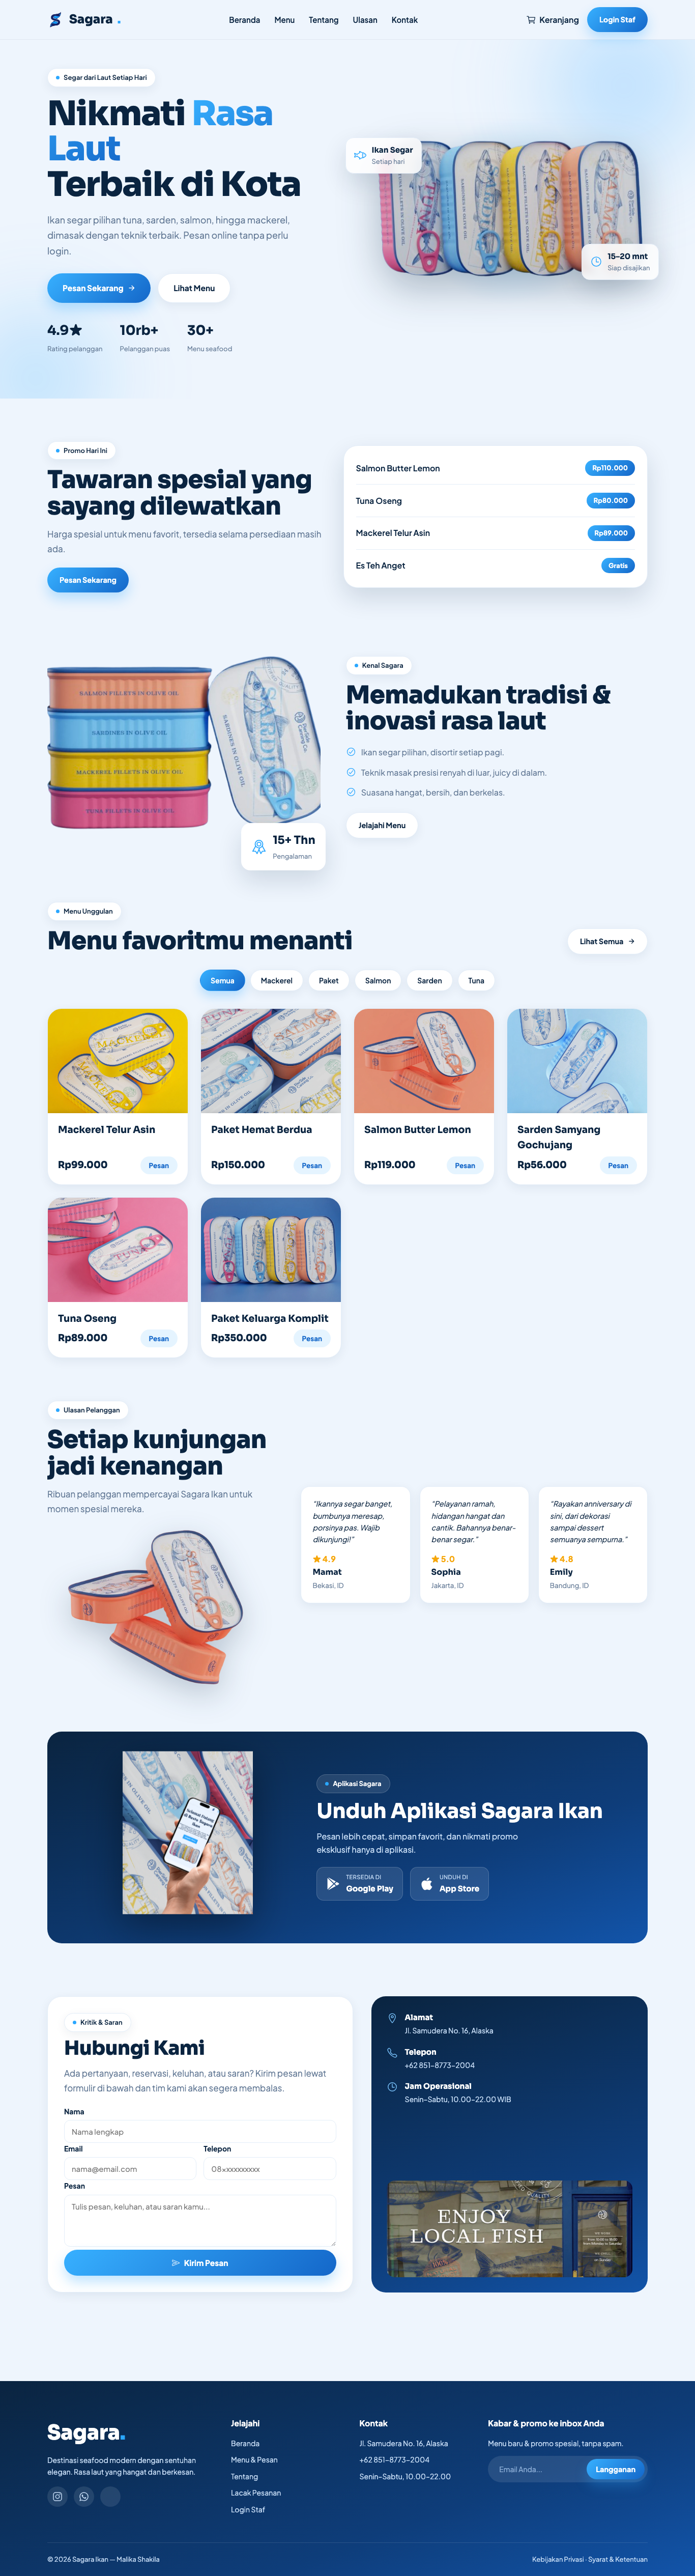 Sagara .
Beranda Menu Tentang Ulasan Kontak
Keranjang Login Staf
Segar dari Laut Setiap Hari
Nikmati Rasa
Laut
Terbaik di Kota
Ikan segar pilihan tuna, sarden, salmon, hingga mackerel,
dimasak dengan teknik terbaik. Pesan online tanpa perlu
login.
Pesan Sekarang → Lihat Menu
4.9★ 10rb+ 30+
Rating pelanggan Pelanggan puas Menu seafood
Ikan Segar
Setiap hari
15–20 mnt
Siap disajikan
Promo Hari Ini
Tawaran spesial yang
sayang dilewatkan
Harga spesial untuk menu favorit, tersedia selama persediaan masih
ada.
Pesan Sekarang
Salmon Butter Lemon Rp110.000
Tuna Oseng Rp80.000
Mackerel Telur Asin Rp89.000
Es Teh Anget Gratis
SALMON FILLETS IN OLIVE OIL
SARDINES IN OLIVE OIL
MACKEREL FILLETS IN OLIVE OIL
TUNA FILLETS IN OLIVE OIL
SARDINES
15+ Thn
Pengalaman
Kenal Sagara
Memadukan tradisi &
inovasi rasa laut
Ikan segar pilihan, disortir setiap pagi.
Teknik masak presisi renyah di luar, juicy di dalam.
Suasana hangat, bersih, dan berkelas.
Jelajahi Menu
Menu Unggulan
Menu favoritmu menanti
Lihat Semua →
Semua Mackerel Paket Salmon Sarden Tuna
Mackerel Telur Asin
Rp99.000 Pesan
Paket Hemat Berdua
Rp150.000 Pesan
Salmon Butter Lemon
Rp119.000 Pesan
Sarden Samyang
Gochujang
Rp56.000 Pesan
Tuna Oseng
Rp89.000 Pesan
Paket Keluarga Komplit
Rp350.000 Pesan
Ulasan Pelanggan
Setiap kunjungan
jadi kenangan
Ribuan pelanggan mempercayai Sagara Ikan untuk
momen spesial mereka.
"Ikannya segar banget,
bumbunya meresap,
porsinya pas. Wajib
dikunjungi!"
★ 4.9
Mamat
Bekasi, ID
"Pelayanan ramah,
hidangan hangat dan
cantik. Bahannya benar-
benar segar."
★ 5.0
Sophia
Jakarta, ID
"Rayakan anniversary di
sini, dari dekorasi
sampai dessert
semuanya sempurna."
★ 4.8
Emily
Bandung, ID
Aplikasi Sagara
Unduh Aplikasi Sagara Ikan
Pesan lebih cepat, simpan favorit, dan nikmati promo
eksklusif hanya di aplikasi.
TERSEDIA DI
Google Play
UNDUH DI
App Store
Kritik & Saran
Hubungi Kami
Ada pertanyaan, reservasi, keluhan, atau saran? Kirim pesan lewat
formulir di bawah dan tim kami akan segera membalas.
Nama
Nama lengkap
Email Telepon
nama@email.com 08xxxxxxxxxx
Pesan
Tulis pesan, keluhan, atau saran kamu...
Kirim Pesan
Alamat
Jl. Samudera No. 16, Alaska
Telepon
+62 851-8773-2004
Jam Operasional
Senin–Sabtu, 10.00–22.00 WIB
ENJOY
LOCAL FISH
Sagara.
Destinasi seafood modern dengan sentuhan
elegan. Rasa laut yang hangat dan berkesan.
Jelajahi
Beranda
Menu & Pesan
Tentang
Lacak Pesanan
Login Staf
Kontak
Jl. Samudera No. 16, Alaska
+62 851-8773-2004
Senin–Sabtu, 10.00–22.00
Kabar & promo ke inbox Anda
Menu baru & promo spesial, tanpa spam.
Email Anda... Langganan
© 2026 Sagara Ikan — Malika Shakila
Kebijakan Privasi · Syarat & Ketentuan